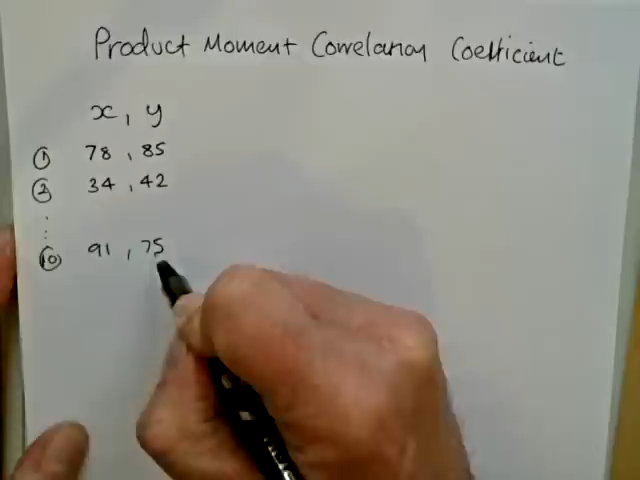 Product Moment Correlation Coefficient
x, y
① 78, 85
② 34, 42
⋮
⑩ 91, 75